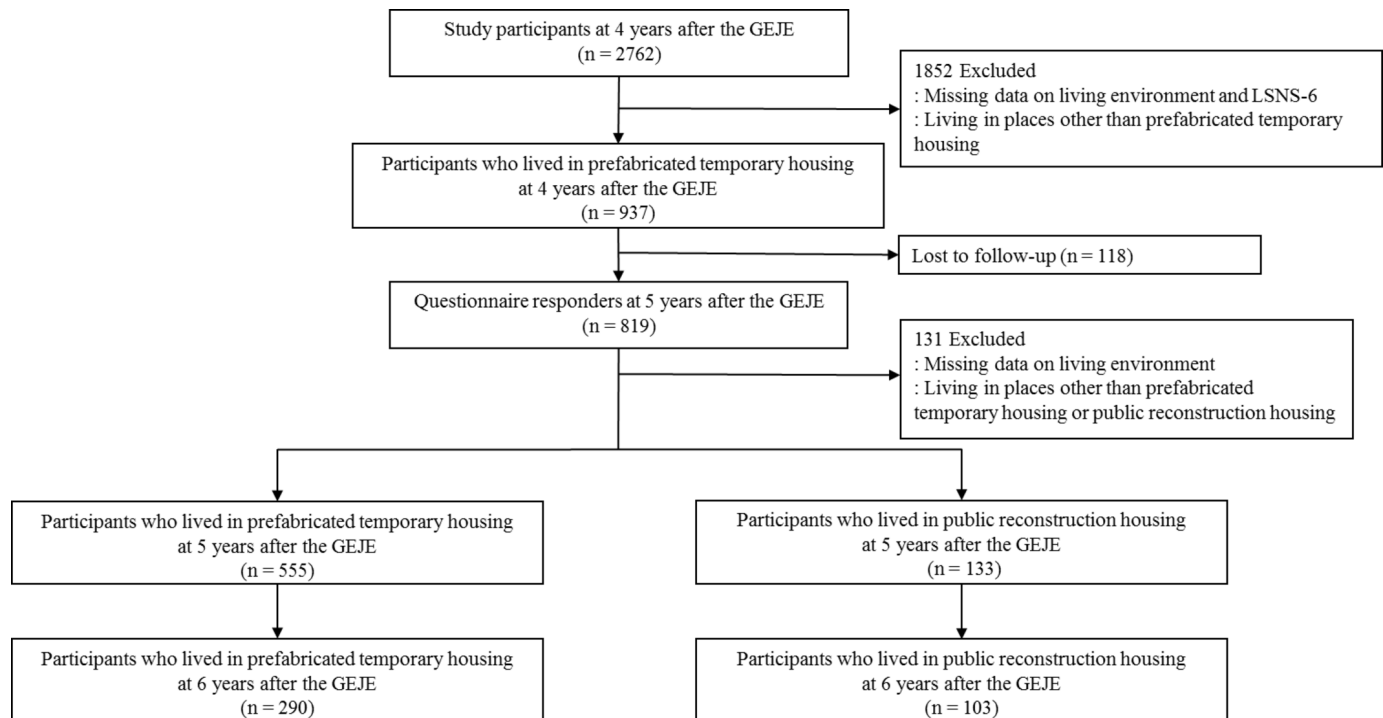 Study participants at 4 years after the GEJE
(n = 2762)
1852 Excluded
: Missing data on living environment and LSNS-6
: Living in places other than prefabricated temporary
housing
Participants who lived in prefabricated temporary housing
at 4 years after the GEJE
(n = 937)
Lost to follow-up (n = 118)
Questionnaire responders at 5 years after the GEJE
(n = 819)
131 Excluded
: Missing data on living environment
: Living in places other than prefabricated
temporary housing or public reconstruction housing
Participants who lived in prefabricated temporary housing
at 5 years after the GEJE
(n = 555)
Participants who lived in public reconstruction housing
at 5 years after the GEJE
(n = 133)
Participants who lived in prefabricated temporary housing
at 6 years after the GEJE
(n = 290)
Participants who lived in public reconstruction housing
at 6 years after the GEJE
(n = 103)